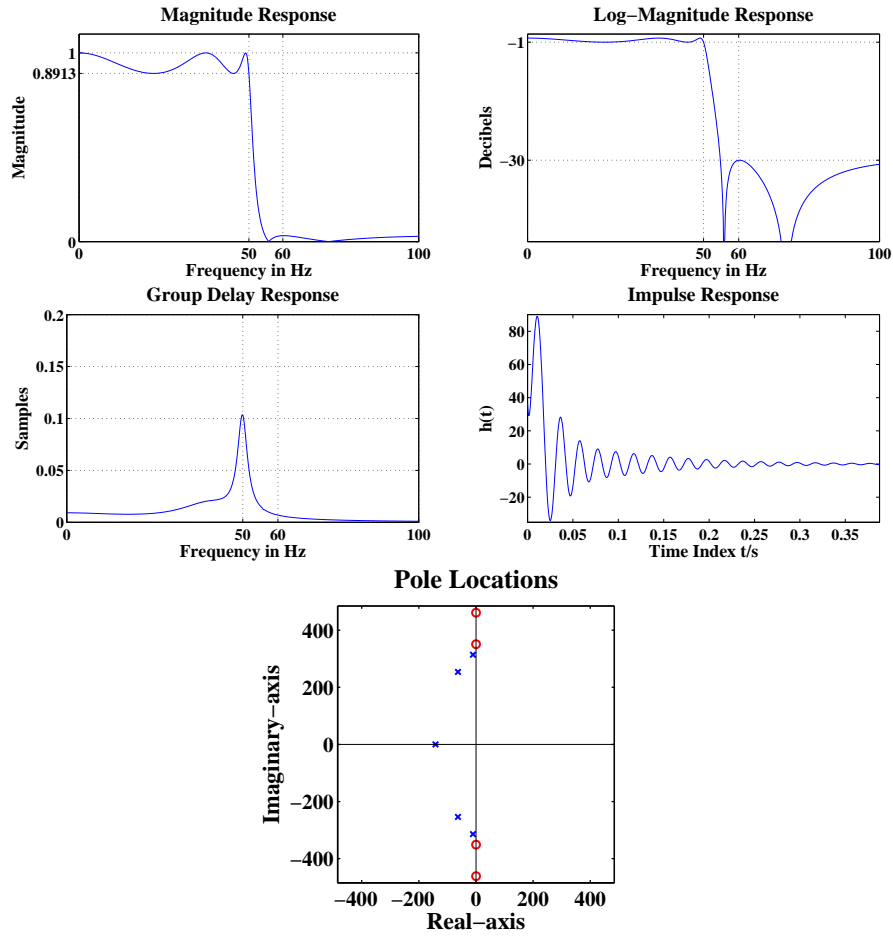 Magnitude Response
1
0.8913
0
Magnitude
0 50 60 100
Frequency in Hz
Log−Magnitude Response
−1
−30
Decibels
0 50 60 100
Frequency in Hz
Group Delay Response
0.2
0.15
0.1
0.05
0
Samples
0 50 60 100
Frequency in Hz
Impulse Response
80
60
40
20
0
−20
h(t)
0 0.05 0.1 0.15 0.2 0.25 0.3 0.35
Time Index t/s
Pole Locations
400
200
0
−200
−400
Imaginary−axis
−400 −200 0 200 400
Real−axis